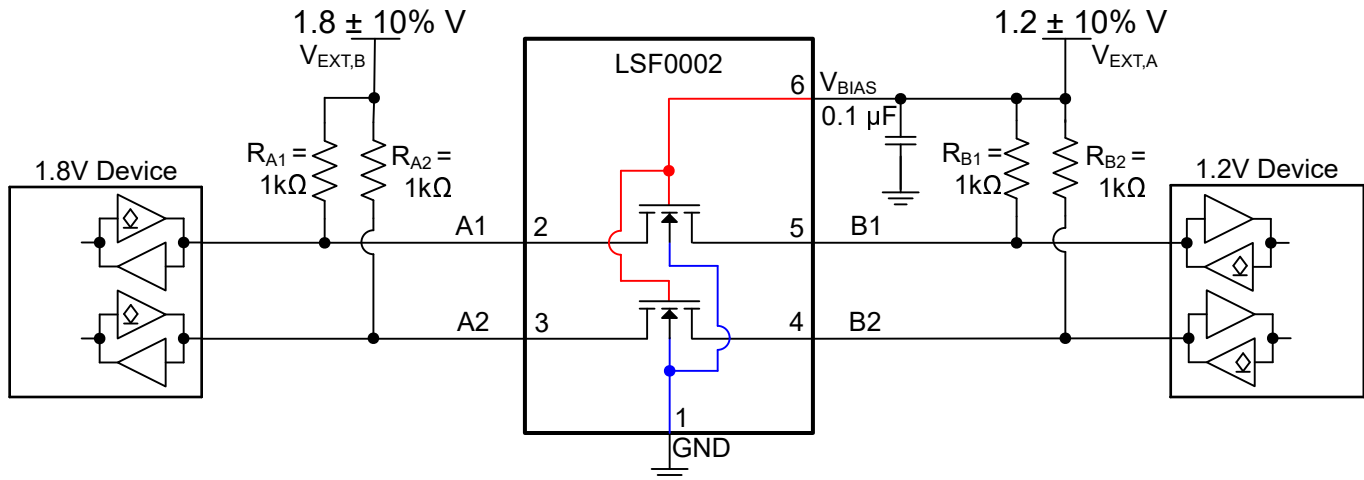 1.8 ± 10% V
V_EXT,B
1.2 ± 10% V
V_EXT,A
LSF0002
6
V_BIAS
0.1 µF
R_A1 =
1kΩ
R_A2 =
1kΩ
R_B1 =
1kΩ
R_B2 =
1kΩ
1.8V Device
1.2V Device
A1
2
5
B1
A2
3
4
B2
1
GND